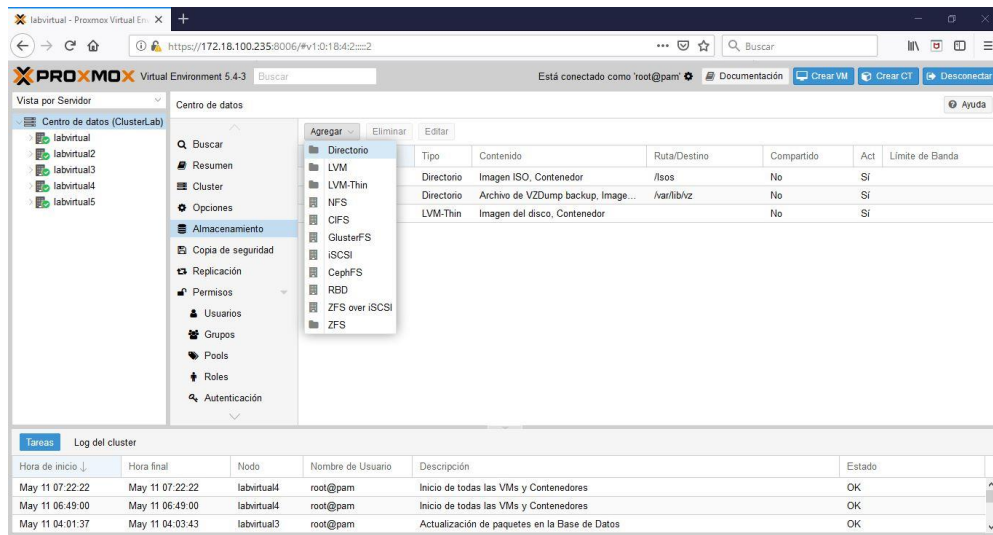 labvirtual - Proxmox Virtual En
https://172.18.100.235:8006/#v1:0:18:4:2:::::2
Buscar
PROXMOX Virtual Environment 5.4-3 Buscar Está conectado como 'root@pam' Documentación Crear VM Crear CT Desconectar
Vista por Servidor
Centro de datos (ClusterLab)
labvirtual
labvirtual2
labvirtual3
labvirtual4
labvirtual5
Centro de datos Ayuda
Buscar
Resumen
Cluster
Opciones
Almacenamiento
Copia de seguridad
Replicación
Permisos
Usuarios
Grupos
Pools
Roles
Autenticación
Agregar Eliminar Editar
Directorio
LVM
LVM-Thin
NFS
CIFS
GlusterFS
iSCSI
CephFS
RBD
ZFS over iSCSI
ZFS
Tipo Contenido Ruta/Destino Compartido Act Límite de Banda
Directorio Imagen ISO, Contenedor /Isos No Sí
Directorio Archivo de VZDump backup, Image... /var/lib/vz No Sí
LVM-Thin Imagen del disco, Contenedor No Sí
Tareas Log del cluster
Hora de inicio ↓ Hora final Nodo Nombre de Usuario Descripción Estado
May 11 07:22:22 May 11 07:22:22 labvirtual4 root@pam Inicio de todas las VMs y Contenedores OK
May 11 06:49:00 May 11 06:49:00 labvirtual4 root@pam Inicio de todas las VMs y Contenedores OK
May 11 04:01:37 May 11 04:03:43 labvirtual3 root@pam Actualización de paquetes en la Base de Datos OK